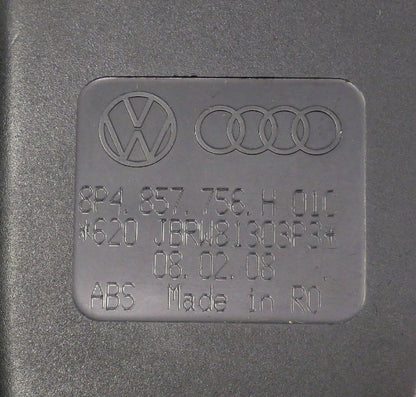 8P4.857.756.H 01C
*620 JBRW81303P3*
08.02.08
ABS Made in RO